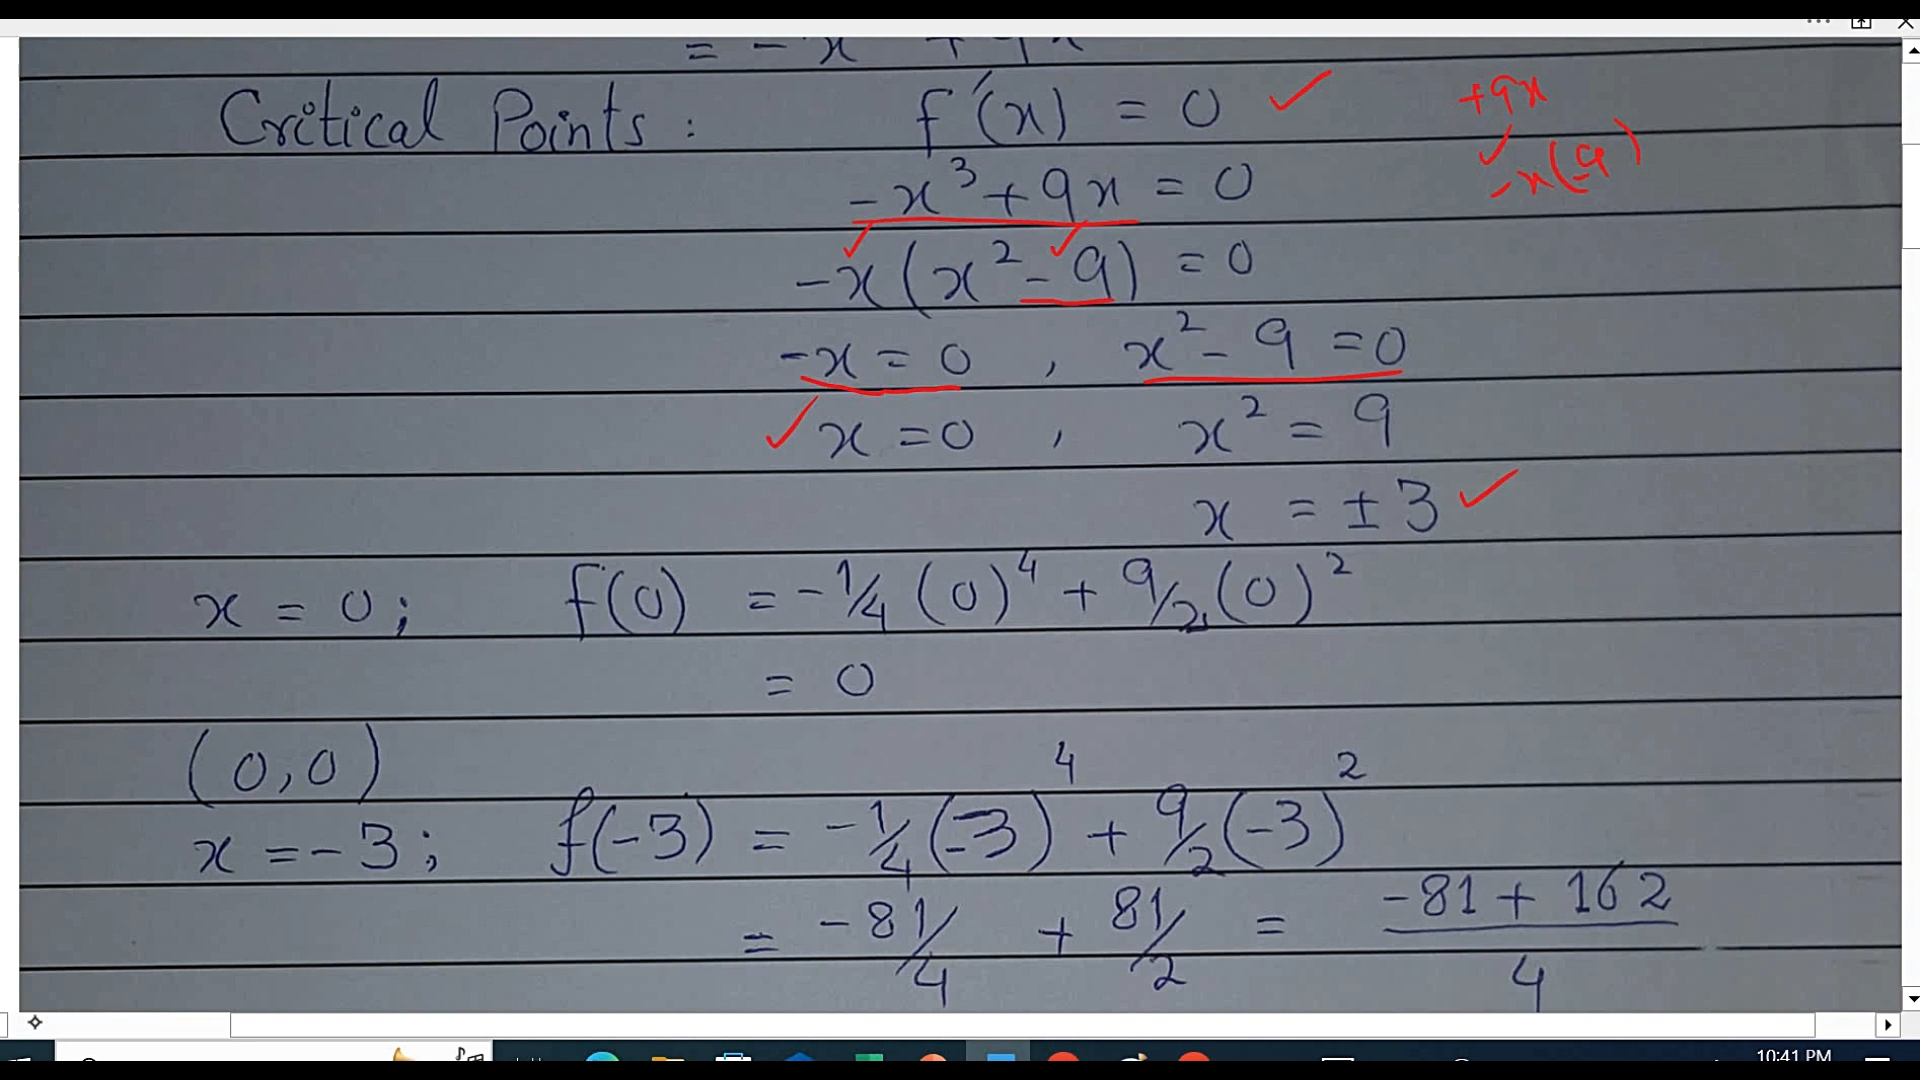 = - x + 9x
Critical Points : f'(x) = 0 ✓ +9x
-x³ + 9x = 0 ✓ -x(-9)
-x(x² - 9) = 0
-x = 0 , x² - 9 = 0
✓ x = 0 , x² = 9
x = ± 3 ✓
x = 0 ; f(0) = -1/4 (0)⁴ + 9/2 (0)²
= 0
(0,0)
x = -3 ; f(-3) = -1/4 (-3)⁴ + 9/2 (-3)²
= -81/4 + 81/2 = (-81 + 162)/4
10:41 PM